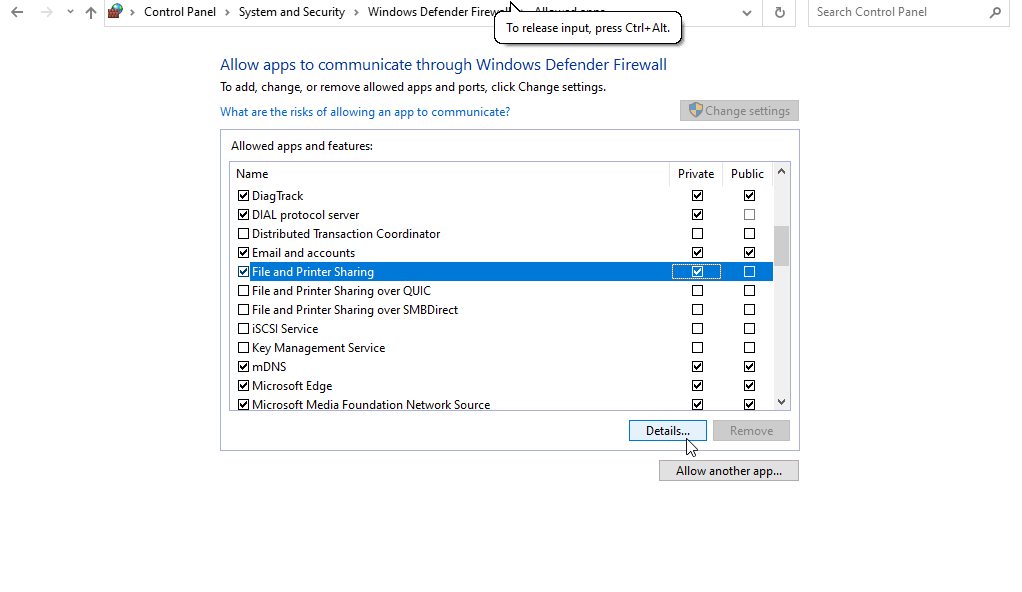 Control Panel > System and Security > Windows Defender Firewall > Allowed apps
Search Control Panel
To release input, press Ctrl+Alt.
Allow apps to communicate through Windows Defender Firewall
To add, change, or remove allowed apps and ports, click Change settings.
What are the risks of allowing an app to communicate?
Change settings
Allowed apps and features:
Name Private Public
DiagTrack
DIAL protocol server
Distributed Transaction Coordinator
Email and accounts
File and Printer Sharing
File and Printer Sharing over QUIC
File and Printer Sharing over SMBDirect
iSCSI Service
Key Management Service
mDNS
Microsoft Edge
Microsoft Media Foundation Network Source
Details... Remove
Allow another app...